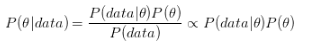 P(θ|data) = P(data|θ)P(θ) / P(data) ∝ P(data|θ)P(θ)